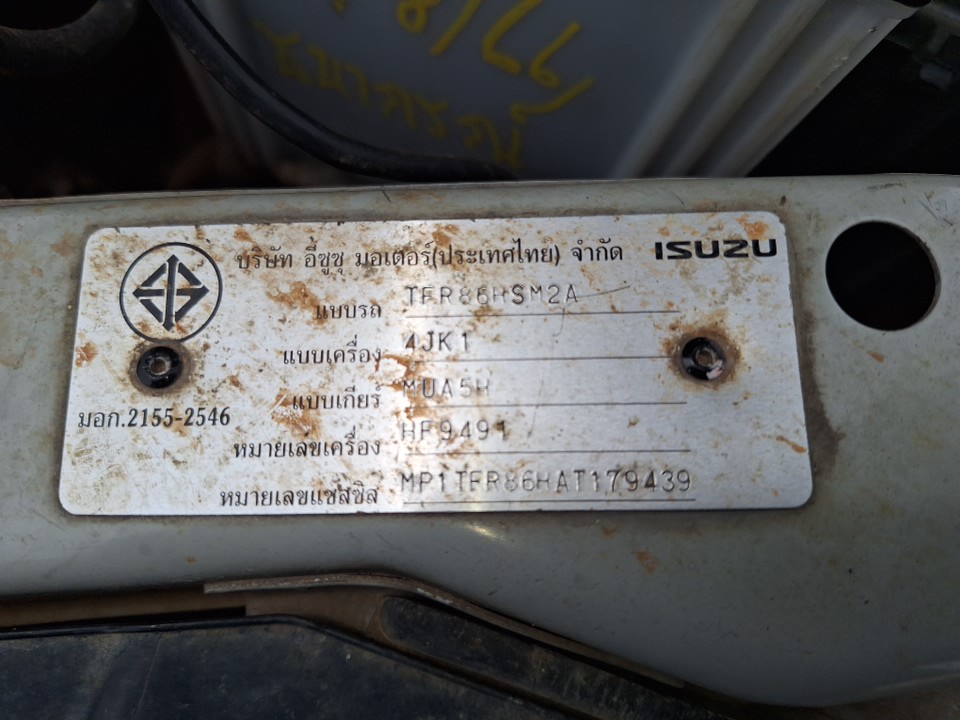 บริษัท อีซูซุ มอเตอร์(ประเทศไทย) จำกัด ISUZU
แบบรถ TFR86HSM2A
แบบเครื่อง 4JK1
แบบเกียร์ MUA5H
มอก.2155-2546
หมายเลขเครื่อง HF9491
หมายเลขแชสซิส MP1TFR86HAT179439